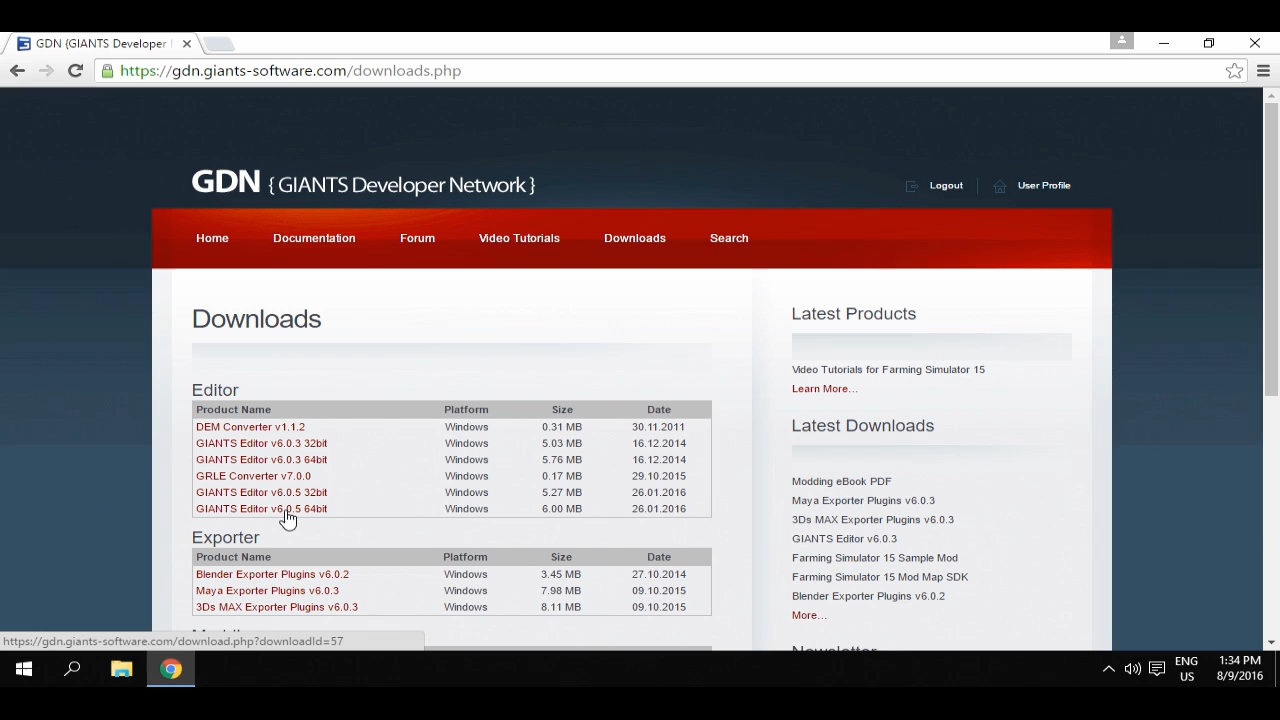 GDN {GIANTS Developer
https://gdn.giants-software.com/downloads.php
GDN { GIANTS Developer Network }
Logout
User Profile
Home
Documentation
Forum
Video Tutorials
Downloads
Search
Downloads
Editor
Product Name Platform Size Date
DEM Converter v1.1.2 Windows 0.31 MB 30.11.2011
GIANTS Editor v6.0.3 32bit Windows 5.03 MB 16.12.2014
GIANTS Editor v6.0.3 64bit Windows 5.76 MB 16.12.2014
GRLE Converter v7.0.0 Windows 0.17 MB 29.10.2015
GIANTS Editor v6.0.5 32bit Windows 5.27 MB 26.01.2016
GIANTS Editor v6.0.5 64bit Windows 6.00 MB 26.01.2016
Exporter
Product Name Platform Size Date
Blender Exporter Plugins v6.0.2 Windows 3.45 MB 27.10.2014
Maya Exporter Plugins v6.0.3 Windows 7.98 MB 09.10.2015
3Ds MAX Exporter Plugins v6.0.3 Windows 8.11 MB 09.10.2015
Latest Products
Video Tutorials for Farming Simulator 15
Learn More...
Latest Downloads
Modding eBook PDF
Maya Exporter Plugins v6.0.3
3Ds MAX Exporter Plugins v6.0.3
GIANTS Editor v6.0.3
Farming Simulator 15 Sample Mod
Farming Simulator 15 Mod Map SDK
Blender Exporter Plugins v6.0.2
More...
Newsletter
https://gdn.giants-software.com/download.php?downloadId=57
ENG
US
1:34 PM
8/9/2016